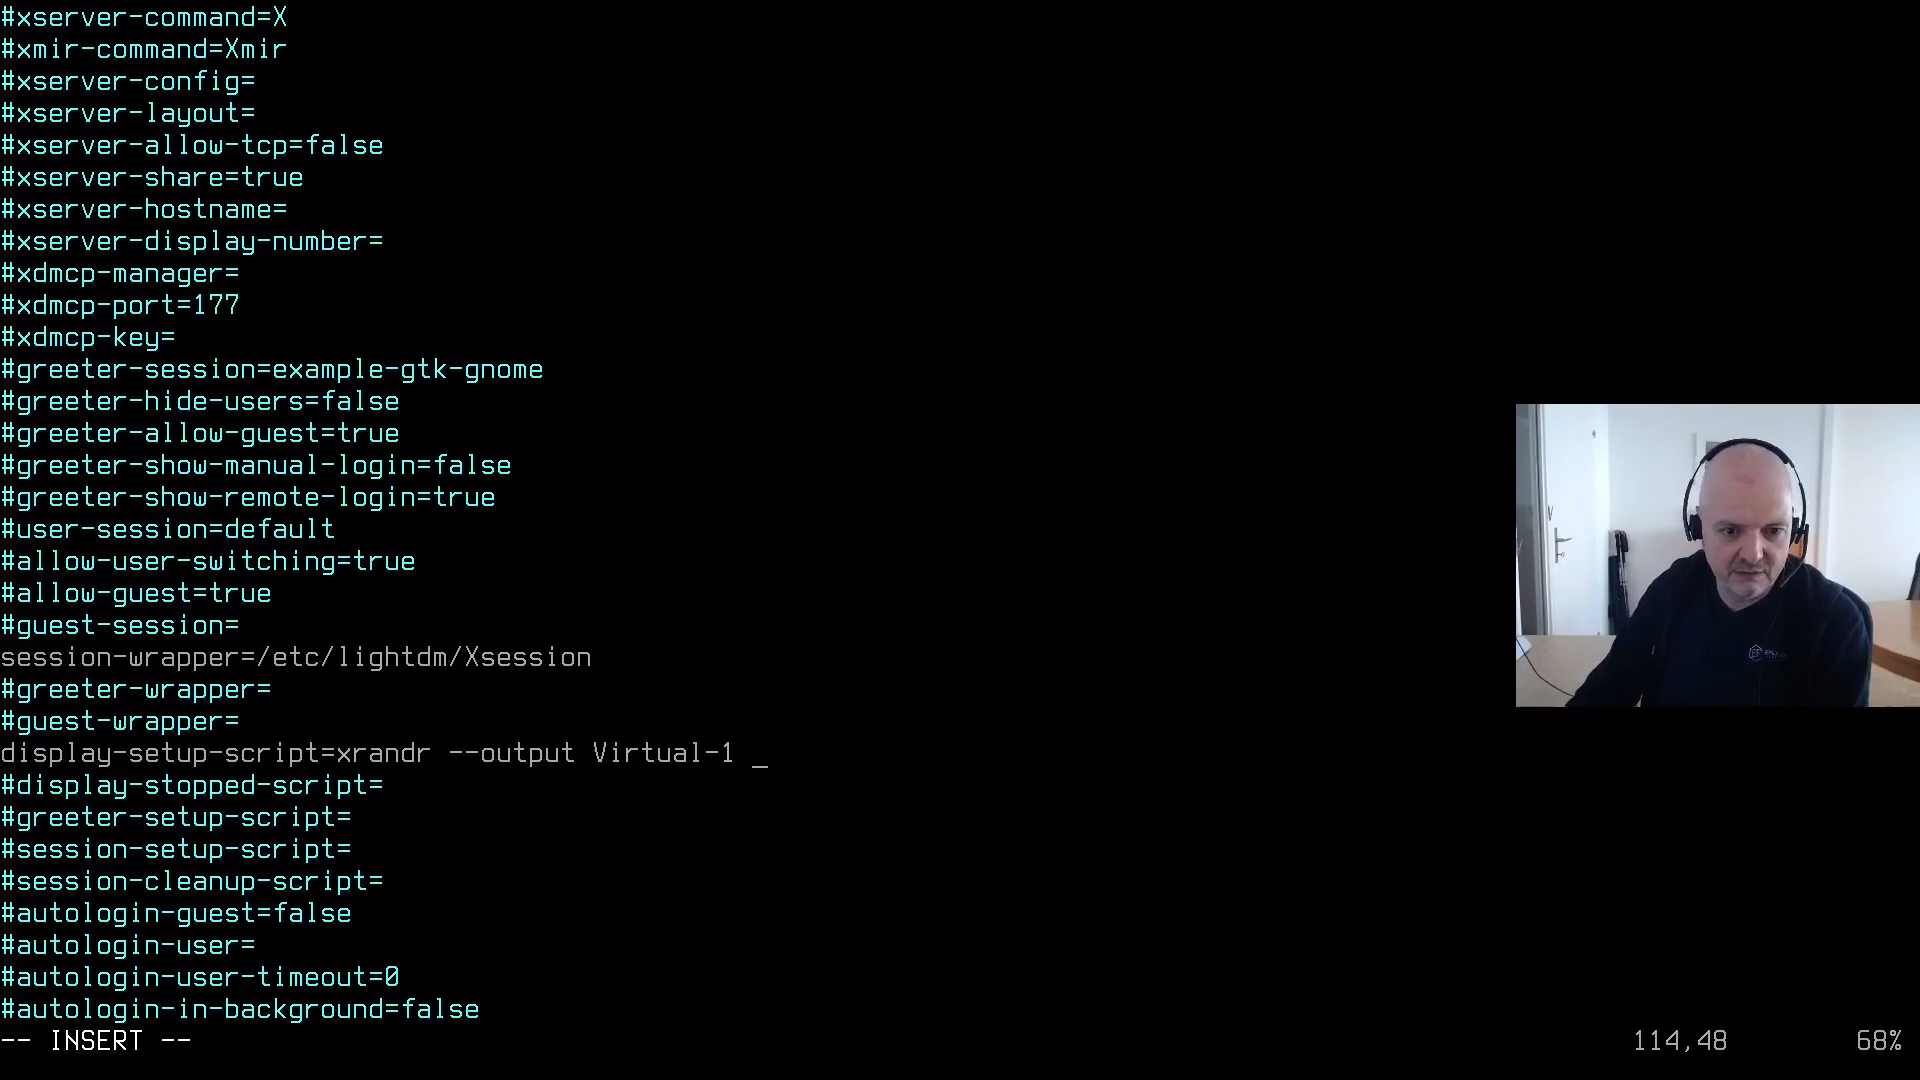 #xserver-command=X
#xmir-command=Xmir
#xserver-config=
#xserver-layout=
#xserver-allow-tcp=false
#xserver-share=true
#xserver-hostname=
#xserver-display-number=
#xdmcp-manager=
#xdmcp-port=177
#xdmcp-key=
#greeter-session=example-gtk-gnome
#greeter-hide-users=false
#greeter-allow-guest=true
#greeter-show-manual-login=false
#greeter-show-remote-login=true
#user-session=default
#allow-user-switching=true
#allow-guest=true
#guest-session=
session-wrapper=/etc/lightdm/Xsession
#greeter-wrapper=
#guest-wrapper=
display-setup-script=xrandr --output Virtual-1 _
#display-stopped-script=
#greeter-setup-script=
#session-setup-script=
#session-cleanup-script=
#autologin-guest=false
#autologin-user=
#autologin-user-timeout=0
#autologin-in-background=false
-- INSERT -- 114,48 68%